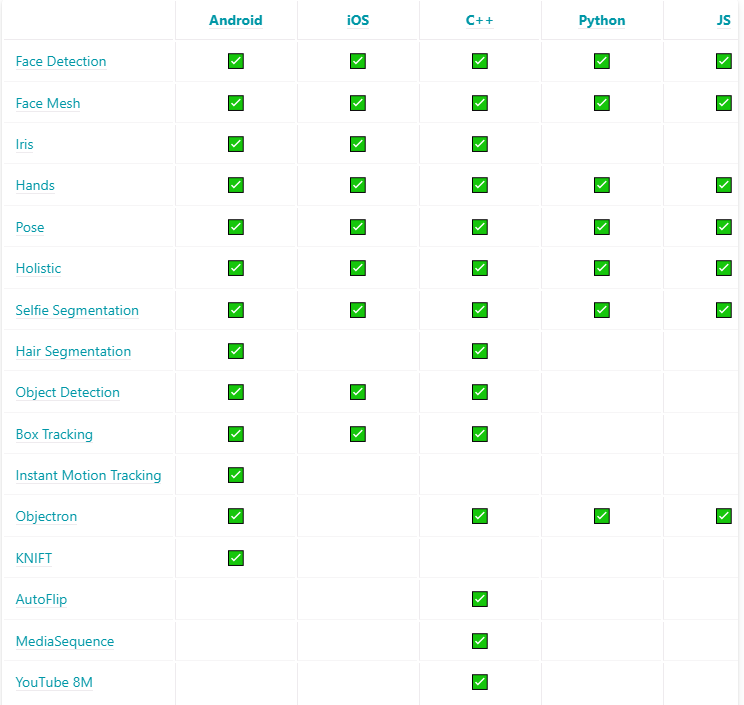 Android iOS C++ Python JS
Face Detection ✅ ✅ ✅ ✅ ✅
Face Mesh ✅ ✅ ✅ ✅ ✅
Iris ✅ ✅ ✅
Hands ✅ ✅ ✅ ✅ ✅
Pose ✅ ✅ ✅ ✅ ✅
Holistic ✅ ✅ ✅ ✅ ✅
Selfie Segmentation ✅ ✅ ✅ ✅ ✅
Hair Segmentation ✅ ✅
Object Detection ✅ ✅ ✅
Box Tracking ✅ ✅ ✅
Instant Motion Tracking ✅
Objectron ✅ ✅ ✅ ✅
KNIFT ✅
AutoFlip ✅
MediaSequence ✅
YouTube 8M ✅